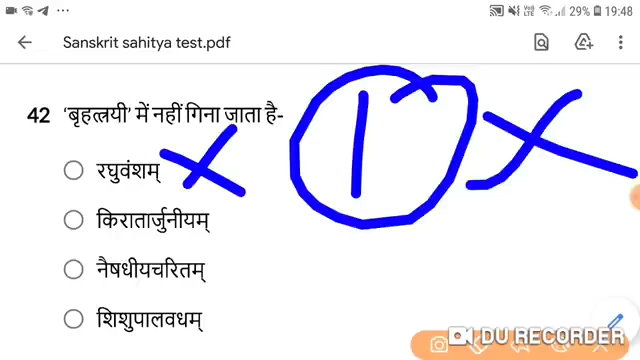 19:48
29%
Sanskrit sahitya test.pdf
42 ‘बृहत्त्रयी’ में नहीं गिना जाता है-
रघुवंशम्
1
किरातार्जुनीयम्
नैषधीयचरितम्
शिशुपालवधम्
DU RECORDER